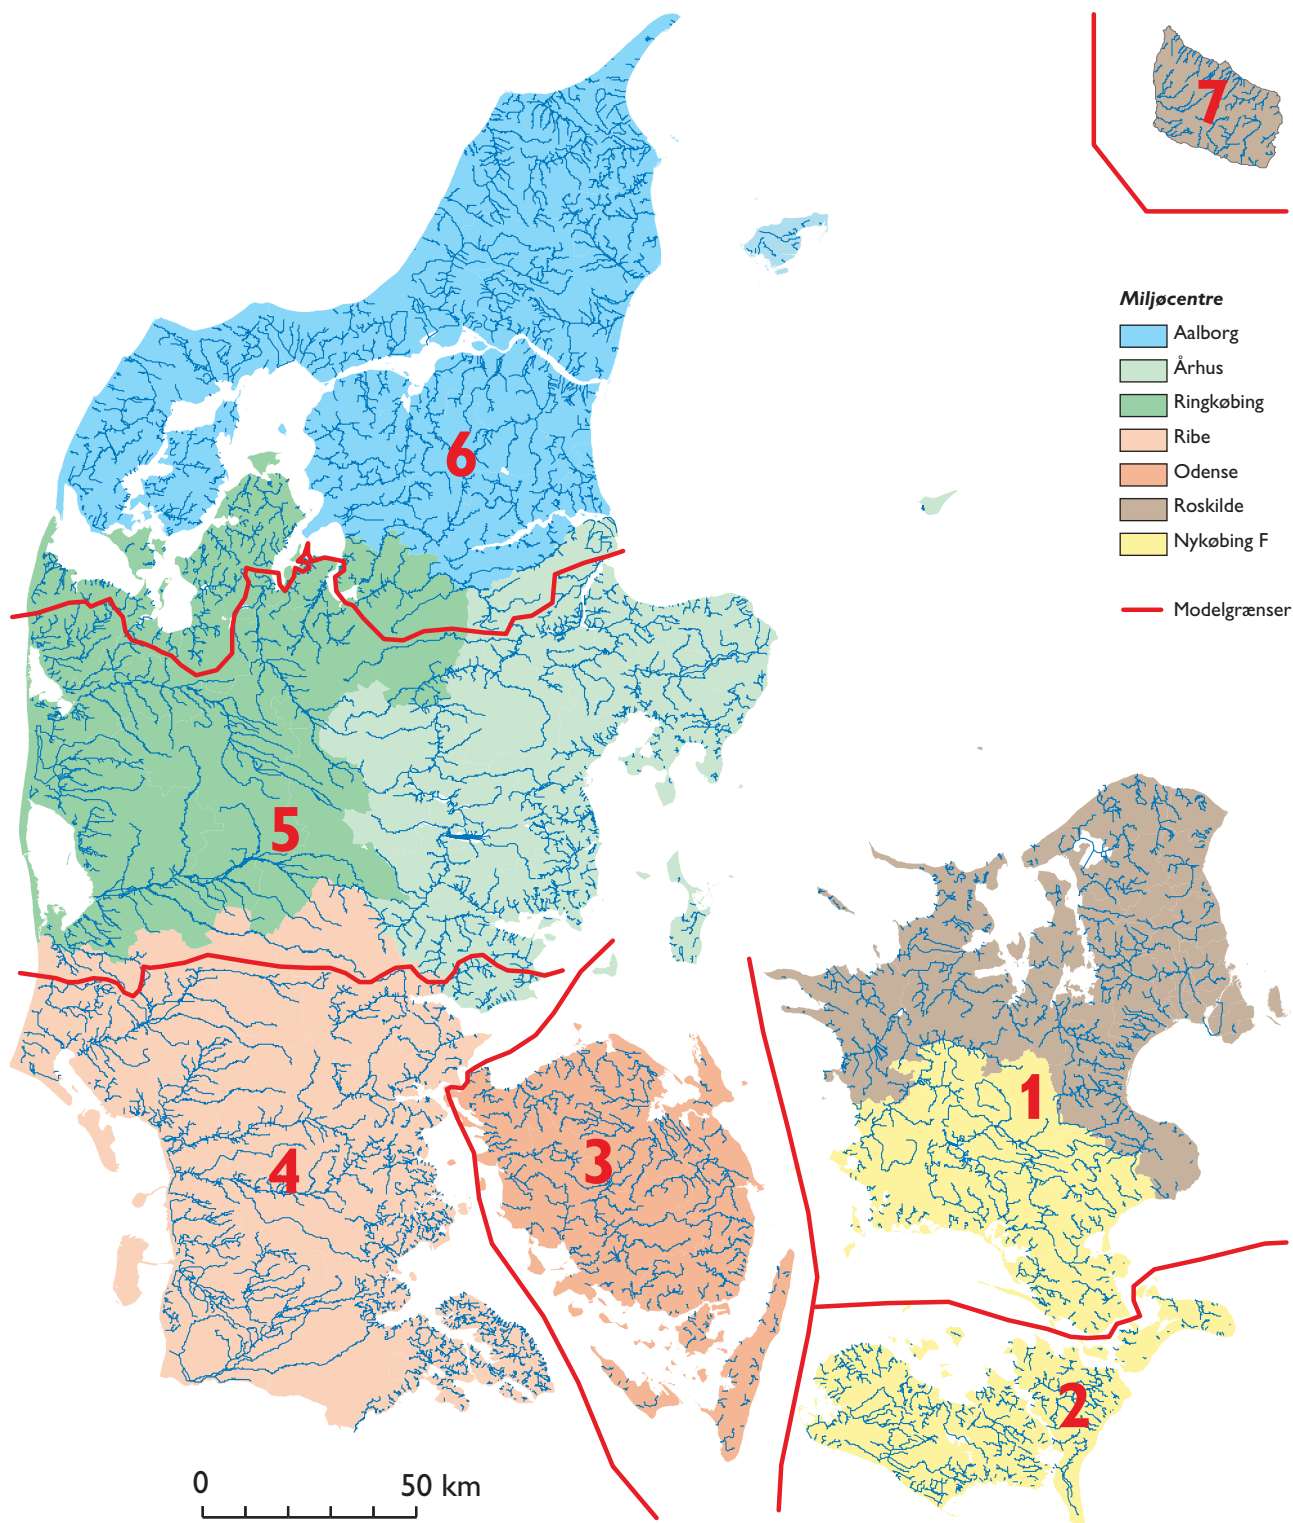 7
Miljøcentre
Aalborg
Århus
Ringkøbing
Ribe
Odense
Roskilde
Nykøbing F
Modelgrænser
6
5
1
3
4
2
0 50 km